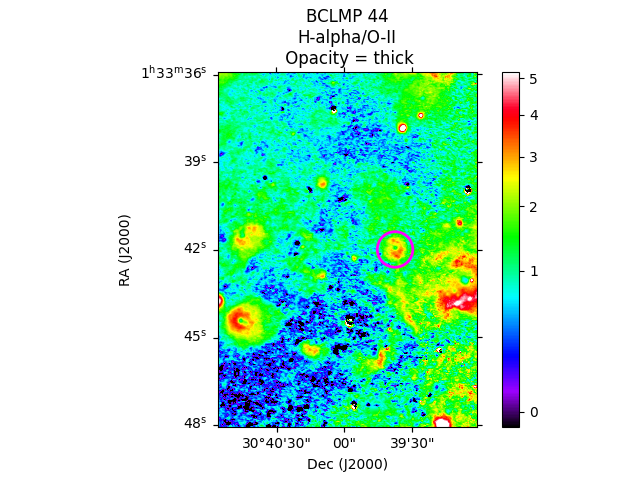 BCLMP 44
H-alpha/O-II
Opacity = thick
1ʰ33ᵐ36ˢ
39ˢ
42ˢ
45ˢ
48ˢ
RA (J2000)
30°40'30" 00" 39'30"
Dec (J2000)
5
4
3
2
1
0